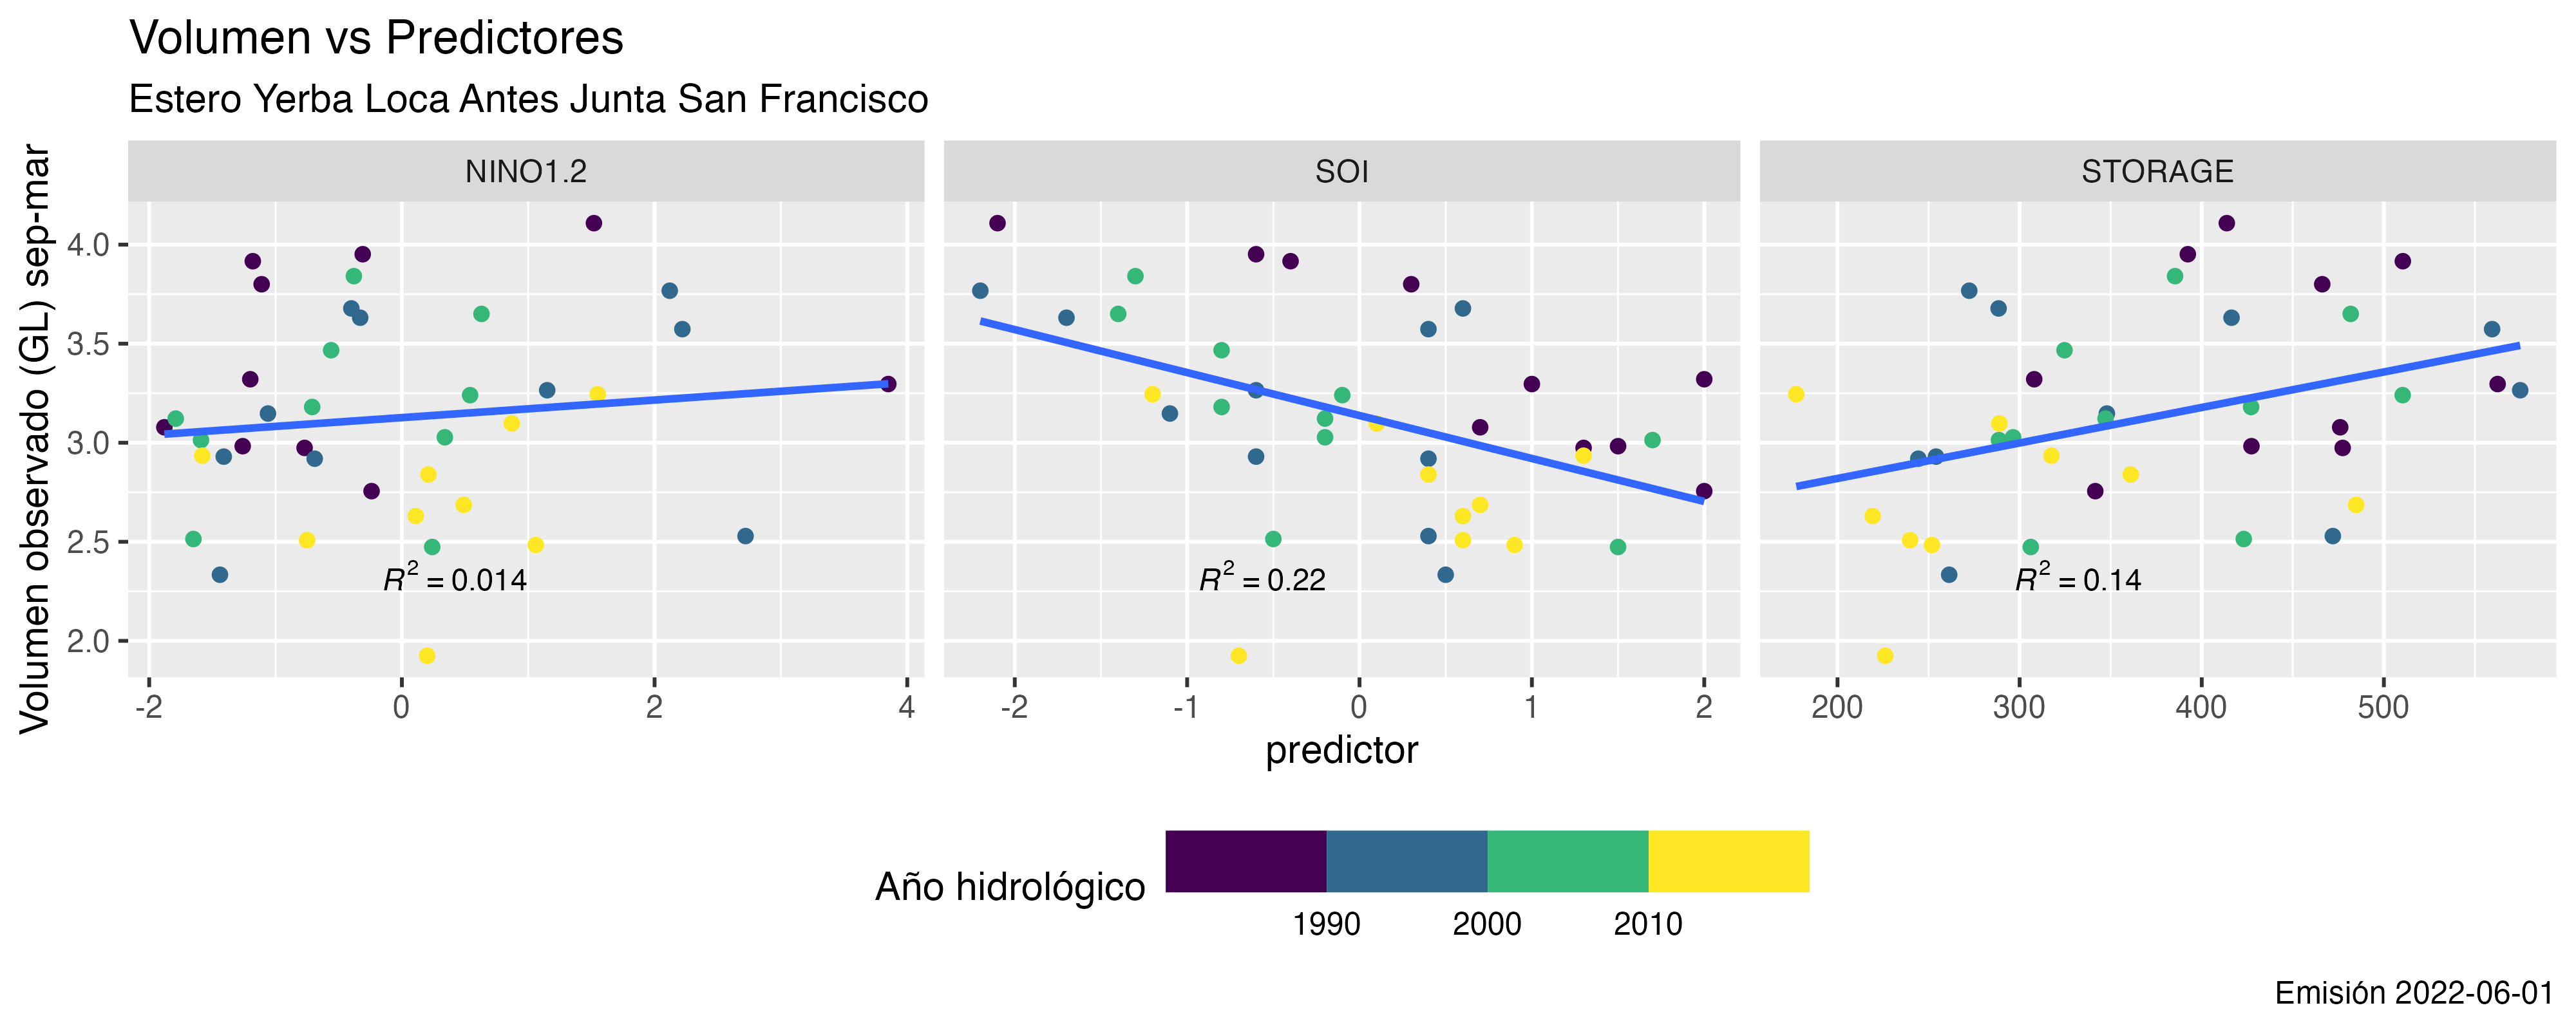 Volumen vs Predictores
Estero Yerba Loca Antes Junta San Francisco
NINO1.2
SOI
STORAGE
Volumen observado (GL) sep-mar
4.0
3.5
3.0
2.5
2.0
R² = 0.014
R² = 0.22
R² = 0.14
-2 0 2 4
-2 -1 0 1 2
200 300 400 500
predictor
Año hidrológico
1990 2000 2010
Emisión 2022-06-01